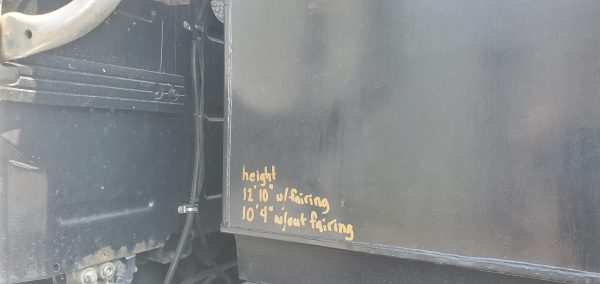 height
12'10" w/fairing
10'4" w/out fairing